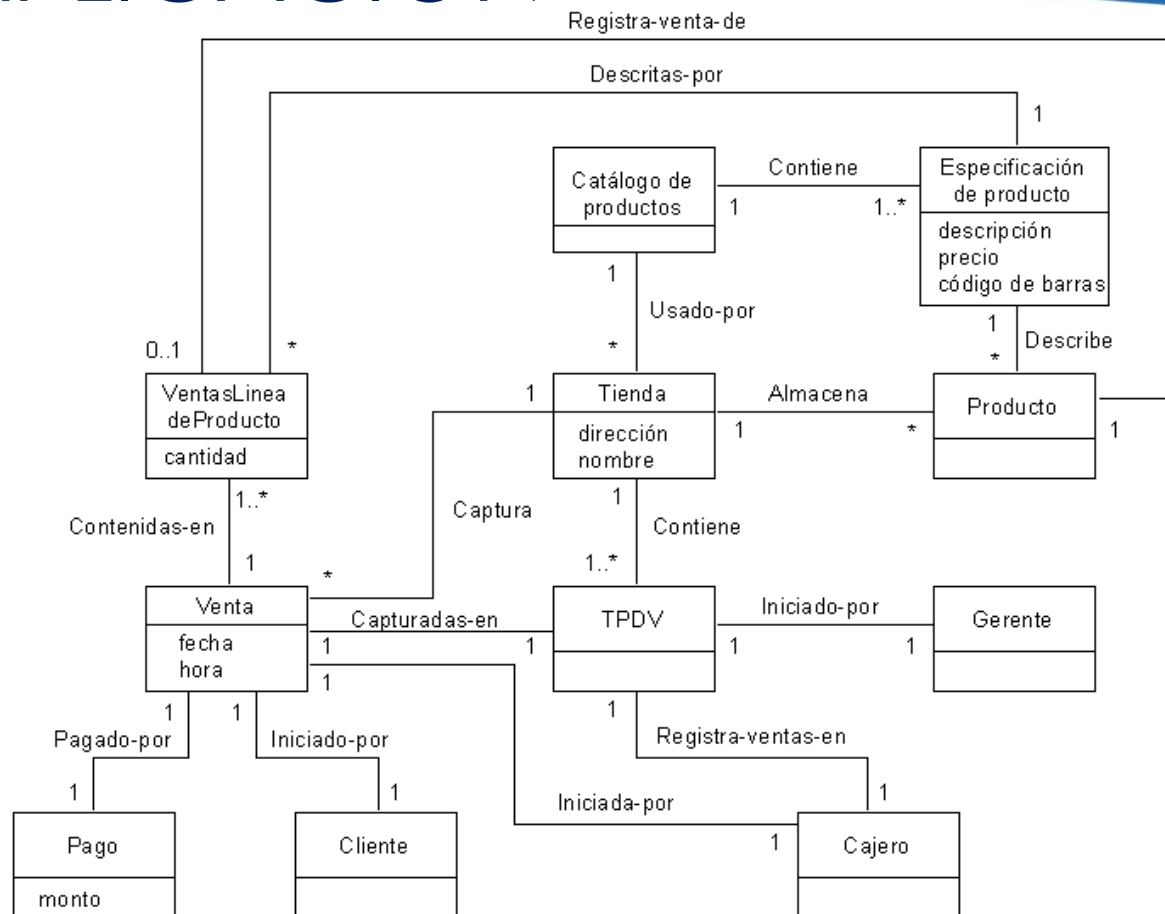 Registra-venta-de
Descritas-por
1
Catálogo de
productos
Contiene
1
1..*
Especificación
de producto
descripción
precio
código de barras
1
Usado-por
*
1
Describe
*
0..1
*
VentasLinea
deProducto
cantidad
1
Tienda
dirección
nombre
Almacena
1
*
Producto
1
1..*
Contenidas-en
1
Captura
*
1
Contiene
1..*
Venta
fecha
hora
Capturadas-en
1
1
1
TPDV
Iniciado-por
1
1
Gerente
1
Pagado-por
1
1
Iniciado-por
1
1
Registra-ventas-en
1
Iniciada-por
1
Pago
monto
Cliente
Cajero